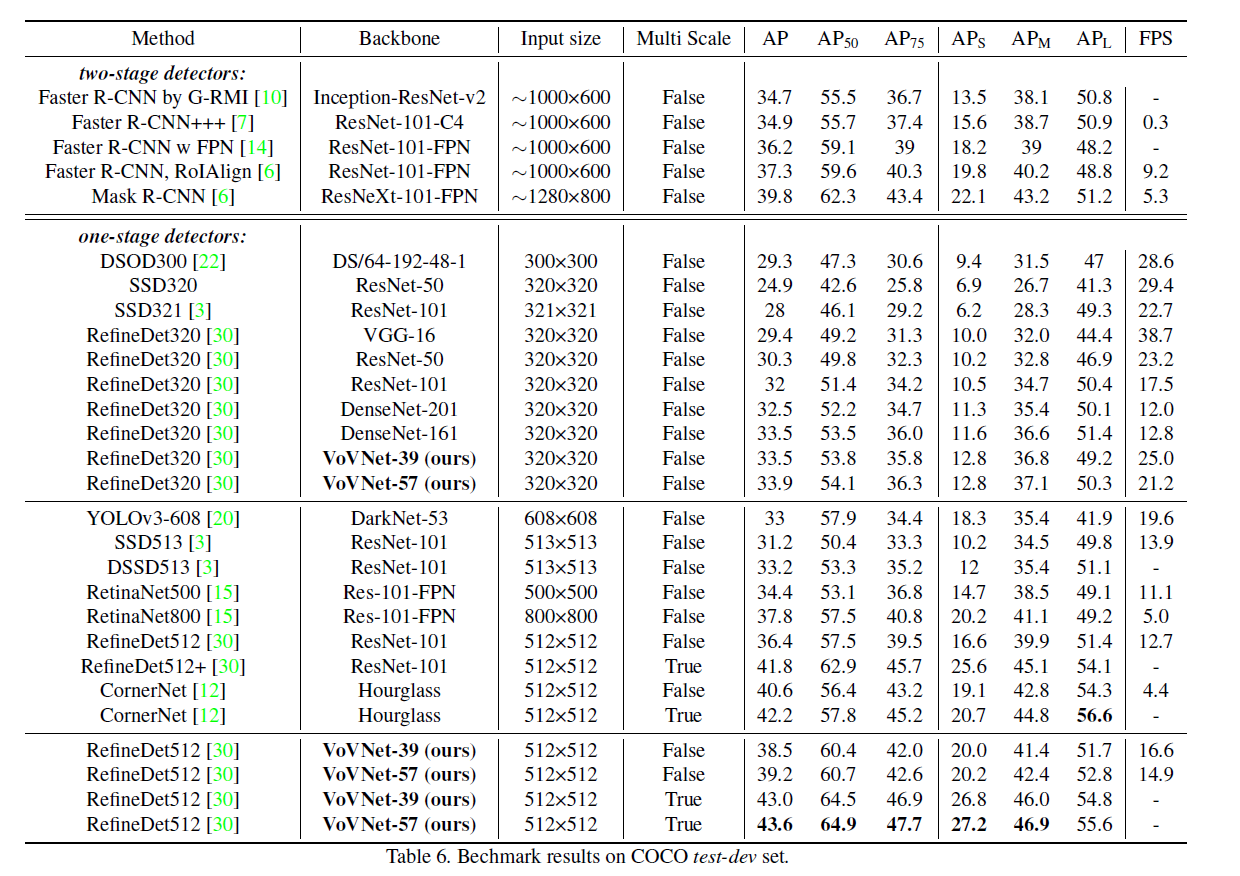 Method Backbone Input size Multi Scale AP AP50 AP75 APS APM APL FPS
two-stage detectors:
Faster R-CNN by G-RMI [10] Inception-ResNet-v2 ∼1000×600 False 34.7 55.5 36.7 13.5 38.1 50.8 -
Faster R-CNN+++ [7] ResNet-101-C4 ∼1000×600 False 34.9 55.7 37.4 15.6 38.7 50.9 0.3
Faster R-CNN w FPN [14] ResNet-101-FPN ∼1000×600 False 36.2 59.1 39 18.2 39 48.2 -
Faster R-CNN, RoIAlign [6] ResNet-101-FPN ∼1000×600 False 37.3 59.6 40.3 19.8 40.2 48.8 9.2
Mask R-CNN [6] ResNeXt-101-FPN ∼1280×800 False 39.8 62.3 43.4 22.1 43.2 51.2 5.3
one-stage detectors:
DSOD300 [22] DS/64-192-48-1 300×300 False 29.3 47.3 30.6 9.4 31.5 47 28.6
SSD320 ResNet-50 320×320 False 24.9 42.6 25.8 6.9 26.7 41.3 29.4
SSD321 [3] ResNet-101 321×321 False 28 46.1 29.2 6.2 28.3 49.3 22.7
RefineDet320 [30] VGG-16 320×320 False 29.4 49.2 31.3 10.0 32.0 44.4 38.7
RefineDet320 [30] ResNet-50 320×320 False 30.3 49.8 32.3 10.2 32.8 46.9 23.2
RefineDet320 [30] ResNet-101 320×320 False 32 51.4 34.2 10.5 34.7 50.4 17.5
RefineDet320 [30] DenseNet-201 320×320 False 32.5 52.2 34.7 11.3 35.4 50.1 12.0
RefineDet320 [30] DenseNet-161 320×320 False 33.5 53.5 36.0 11.6 36.6 51.4 12.8
RefineDet320 [30] VoVNet-39 (ours) 320×320 False 33.5 53.8 35.8 12.8 36.8 49.2 25.0
RefineDet320 [30] VoVNet-57 (ours) 320×320 False 33.9 54.1 36.3 12.8 37.1 50.3 21.2
YOLOv3-608 [20] DarkNet-53 608×608 False 33 57.9 34.4 18.3 35.4 41.9 19.6
SSD513 [3] ResNet-101 513×513 False 31.2 50.4 33.3 10.2 34.5 49.8 13.9
DSSD513 [3] ResNet-101 513×513 False 33.2 53.3 35.2 12 35.4 51.1 -
RetinaNet500 [15] Res-101-FPN 500×500 False 34.4 53.1 36.8 14.7 38.5 49.1 11.1
RetinaNet800 [15] Res-101-FPN 800×800 False 37.8 57.5 40.8 20.2 41.1 49.2 5.0
RefineDet512 [30] ResNet-101 512×512 False 36.4 57.5 39.5 16.6 39.9 51.4 12.7
RefineDet512+ [30] ResNet-101 512×512 True 41.8 62.9 45.7 25.6 45.1 54.1 -
CornerNet [12] Hourglass 512×512 False 40.6 56.4 43.2 19.1 42.8 54.3 4.4
CornerNet [12] Hourglass 512×512 True 42.2 57.8 45.2 20.7 44.8 56.6 -
RefineDet512 [30] VoVNet-39 (ours) 512×512 False 38.5 60.4 42.0 20.0 41.4 51.7 16.6
RefineDet512 [30] VoVNet-57 (ours) 512×512 False 39.2 60.7 42.6 20.2 42.4 52.8 14.9
RefineDet512 [30] VoVNet-39 (ours) 512×512 True 43.0 64.5 46.9 26.8 46.0 54.8 -
RefineDet512 [30] VoVNet-57 (ours) 512×512 True 43.6 64.9 47.7 27.2 46.9 55.6 -
Table 6. Bechmark results on COCO test-dev set.